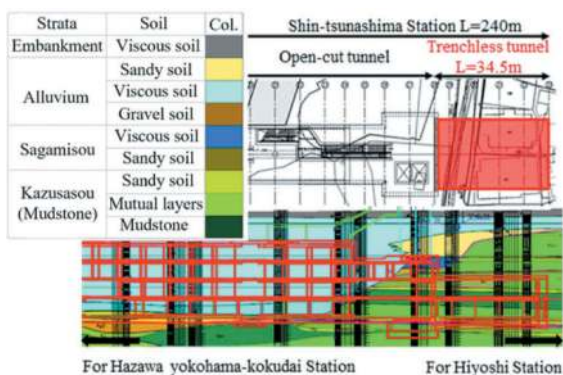 Strata Soil Col.
Embankment Viscous soil
Alluvium
Sandy soil
Viscous soil
Gravel soil
Sagamisou
Viscous soil
Sandy soil
Kazusasou
(Mudstone)
Sandy soil
Mutual layers
Mudstone
Shin-tsunashima Station L=240m
Open-cut tunnel
Trenchless tunnel
L=34.5m
For Hazawa yokohama-kokudai Station
For Hiyoshi Station